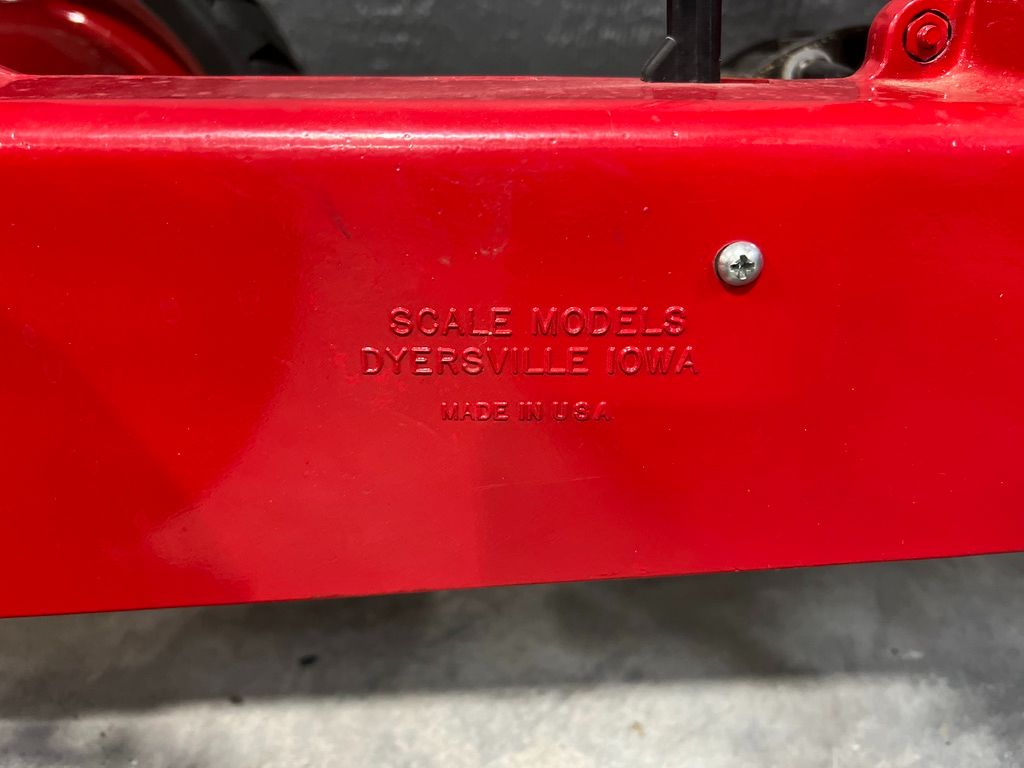 SCALE MODELS
DYERSVILLE IOWA
MADE IN U.S.A.